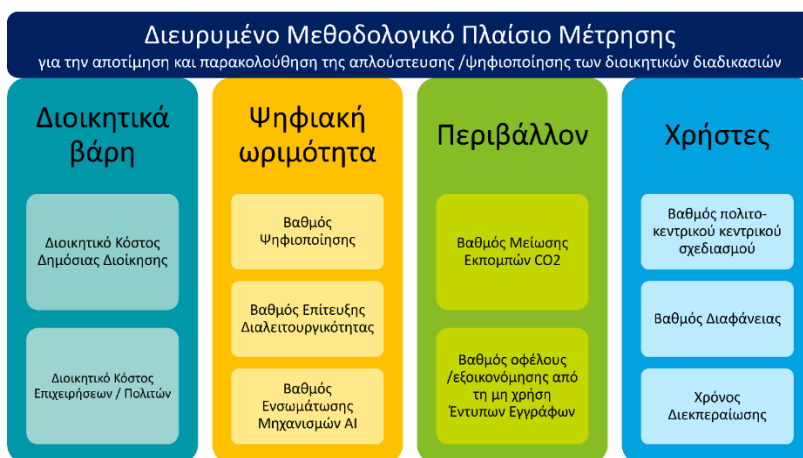 Διευρυμένο Μεθοδολογικό Πλαίσιο Μέτρησης
για την αποτίμηση και παρακολούθηση της απλούστευσης /ψηφιοποίησης των διοικητικών διαδικασιών
Διοικητικά
βάρη
Διοικητικό Κόστος
Δημόσιας Διοίκησης
Διοικητικό Κόστος
Επιχειρήσεων / Πολιτών
Ψηφιακή
ωριμότητα
Βαθμός
Ψηφιοποίησης
Βαθμός Επίτευξης
Διαλειτουργικότητας
Βαθμός
Ενσωμάτωσης
Μηχανισμών AI
Περιβάλλον
Βαθμός Μείωσης
Εκπομπών CO2
Βαθμός οφέλους
/εξοικονόμησης από
τη μη χρήση
Έντυπων Εγγράφων
Χρήστες
Βαθμός πολιτο-
κεντρικού κεντρικού
σχεδιασμού
Βαθμός Διαφάνειας
Χρόνος
Διεκπεραίωσης